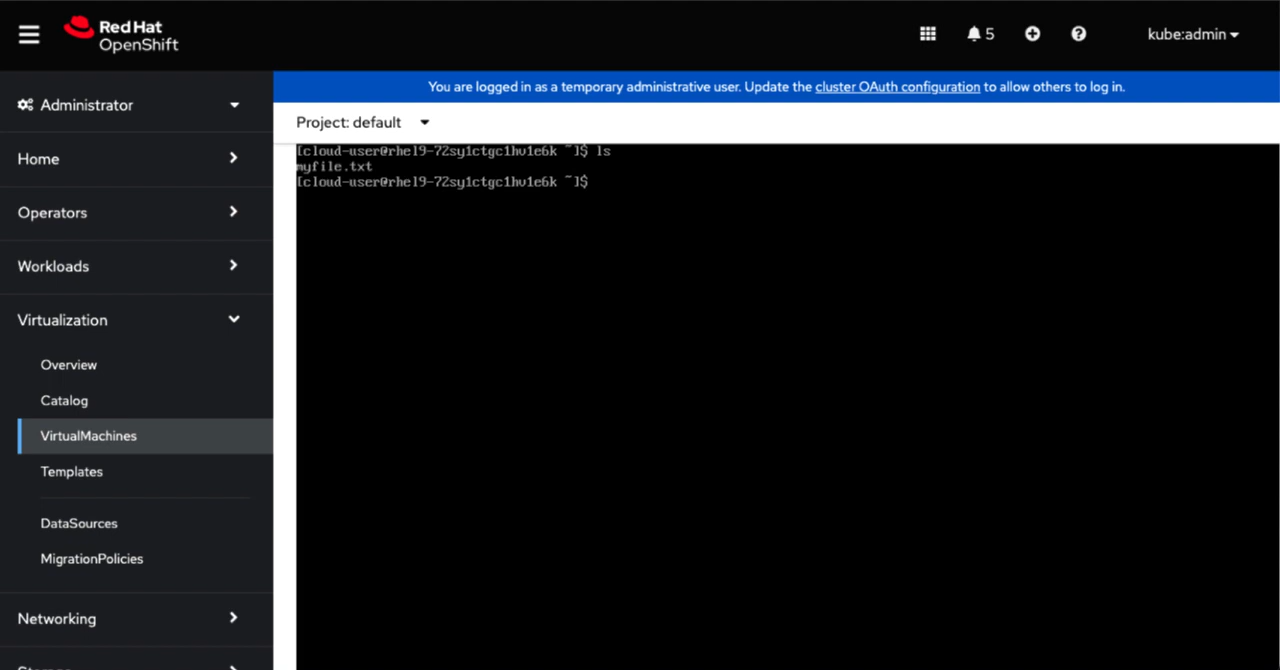 Red Hat
OpenShift
5
kube:admin
Administrator
You are logged in as a temporary administrative user. Update the cluster OAuth configuration to allow others to log in.
Project: default
Home
Operators
Workloads
Virtualization
Overview
Catalog
VirtualMachines
Templates
DataSources
MigrationPolicies
Networking
[cloud-user@rhel9-72sy1ctgc1hv1e6k ~]$ ls
myfile.txt
[cloud-user@rhel9-72sy1ctgc1hv1e6k ~]$